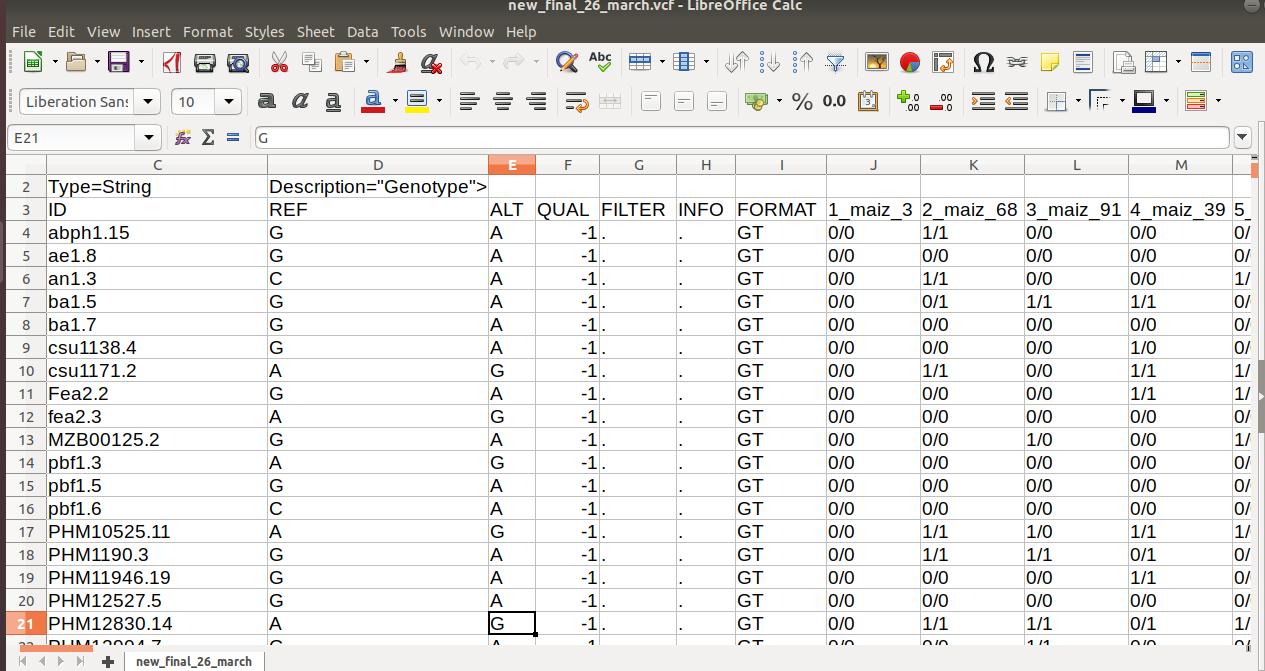 new_final_26_march.vcf - LibreOffice Calc
File Edit View Insert Format Styles Sheet Data Tools Window Help
Abc
Liberation Sans 10 a a a a % 0.0
E21 G
C D E F G H I J K L M
2 Type=String Description="Genotype">
3 ID REF ALT QUAL FILTER INFO FORMAT 1_maiz_3 2_maiz_68 3_maiz_91 4_maiz_39 5_
4 abph1.15 G A -1 . . GT 0/0 1/1 0/0 0/0 0/
5 ae1.8 G A -1 . . GT 0/0 0/0 0/0 0/0 0/
6 an1.3 C A -1 . . GT 0/0 1/1 0/0 0/0 1/
7 ba1.5 G A -1 . . GT 0/0 0/1 1/1 1/1 0/
8 ba1.7 G A -1 . . GT 0/0 0/0 0/0 0/0 0/
9 csu1138.4 G A -1 . . GT 0/0 0/0 0/0 1/0 0/
10 csu1171.2 A G -1 . . GT 0/0 1/1 0/0 1/1 1/
11 Fea2.2 G A -1 . . GT 0/0 0/0 0/0 1/1 1/
12 fea2.3 A G -1 . . GT 0/0 0/0 0/0 0/0 0/
13 MZB00125.2 G A -1 . . GT 0/0 0/0 1/0 0/0 1/
14 pbf1.3 A G -1 . . GT 0/0 0/0 0/0 0/0 0/
15 pbf1.5 G A -1 . . GT 0/0 0/0 0/0 0/0 0/
16 pbf1.6 C A -1 . . GT 0/0 0/0 0/0 0/0 0/
17 PHM10525.11 A G -1 . . GT 0/0 1/1 1/0 1/1 1/
18 PHM1190.3 G A -1 . . GT 0/0 1/1 1/1 0/1 0/
19 PHM11946.19 G A -1 . . GT 0/0 0/0 0/0 1/1 0/
20 PHM12527.5 G A -1 . . GT 0/0 0/0 0/0 0/0 0/
21 PHM12830.14 A G -1 . . GT 0/0 1/1 1/1 0/1 1/
new_final_26_march